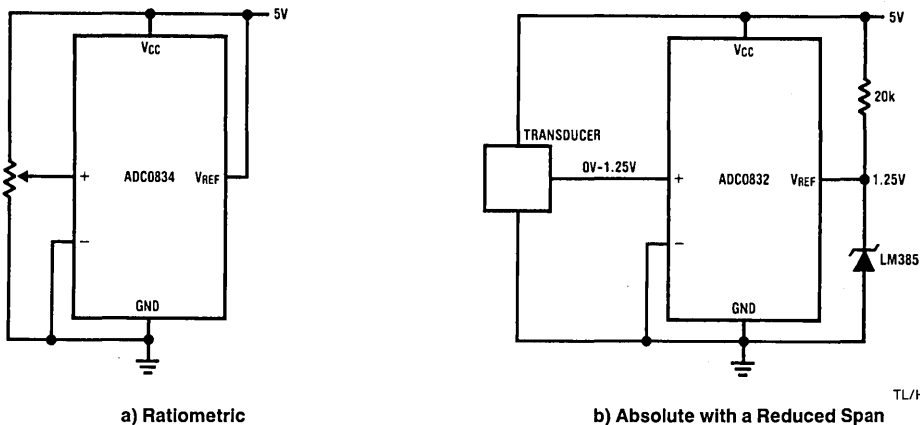 5V
VCC
+
ADC0834
VREF
−
GND
a) Ratiometric
5V
VCC
20k
TRANSDUCER
0V–1.25V
+
ADC0832
VREF
1.25V
−
LM385
GND
TL/H
b) Absolute with a Reduced Span